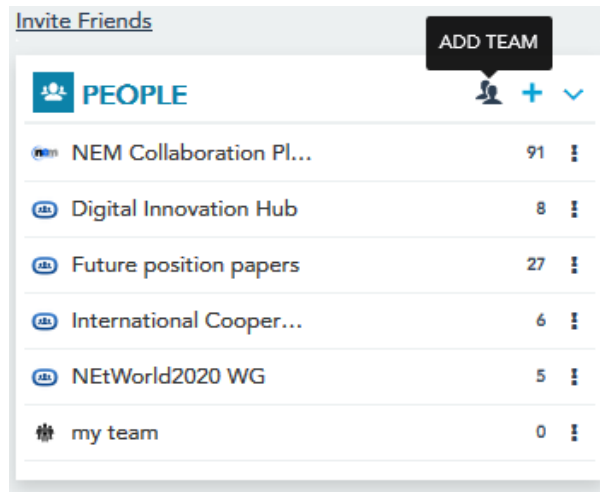 Invite Friends
ADD TEAM
PEOPLE
nem NEM Collaboration Pl... 91
Digital Innovation Hub 8
Future position papers 27
International Cooper... 6
NEtWorld2020 WG 5
my team 0